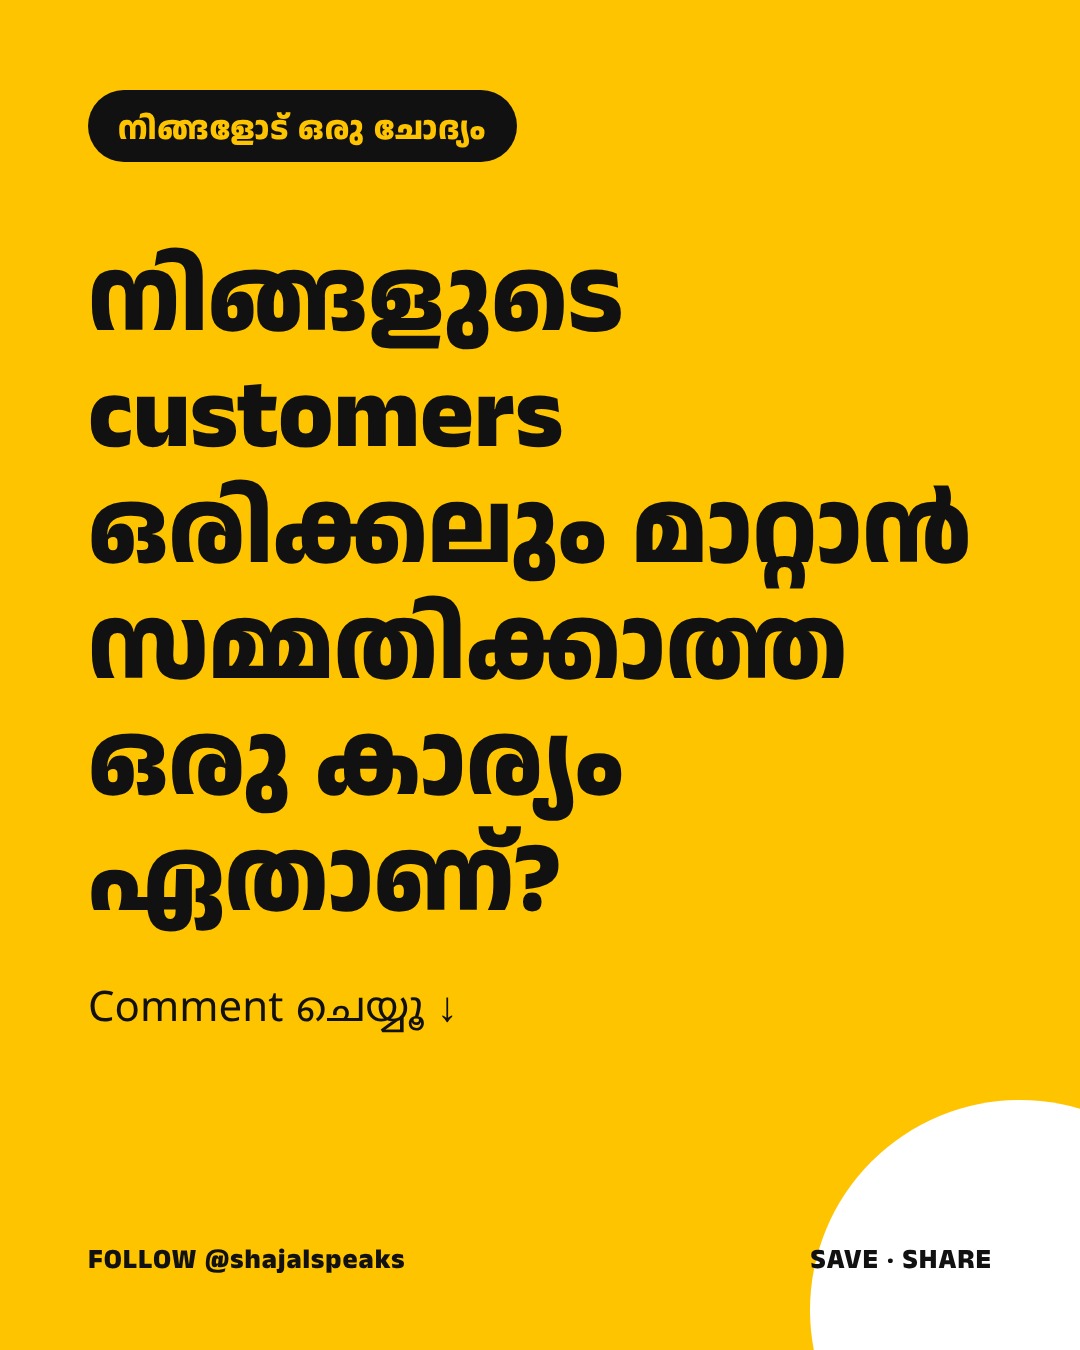 നിങ്ങളോട് ഒരു ചോദ്യം
നിങ്ങളുടെ
customers
ഒരിക്കലും മാറ്റാൻ
സമ്മതിക്കാത്ത
ഒരു കാര്യം
ഏതാണ്?
Comment ചെയ്യൂ ↓
FOLLOW @shajalspeaks
SAVE · SHARE